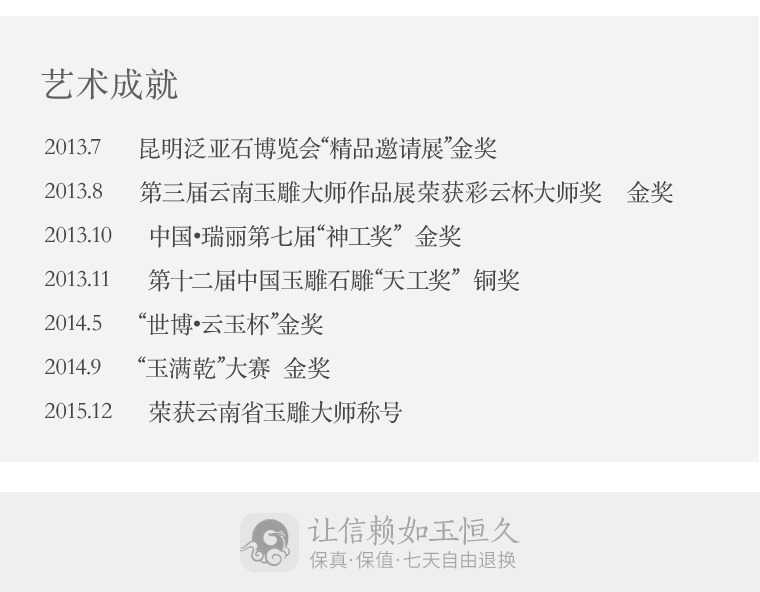 艺术成就
2013.7 昆明泛亚石博览会“精品邀请展”金奖
2013.8 第三届云南玉雕大师作品展荣获彩云杯大师奖 金奖
2013.10 中国•瑞丽第七届“神工奖” 金奖
2013.11 第十二届中国玉雕石雕“天工奖” 铜奖
2014.5 “世博•云玉杯”金奖
2014.9 “玉满乾”大赛 金奖
2015.12 荣获云南省玉雕大师称号
让信赖如玉恒久
保真·保值·七天自由退换